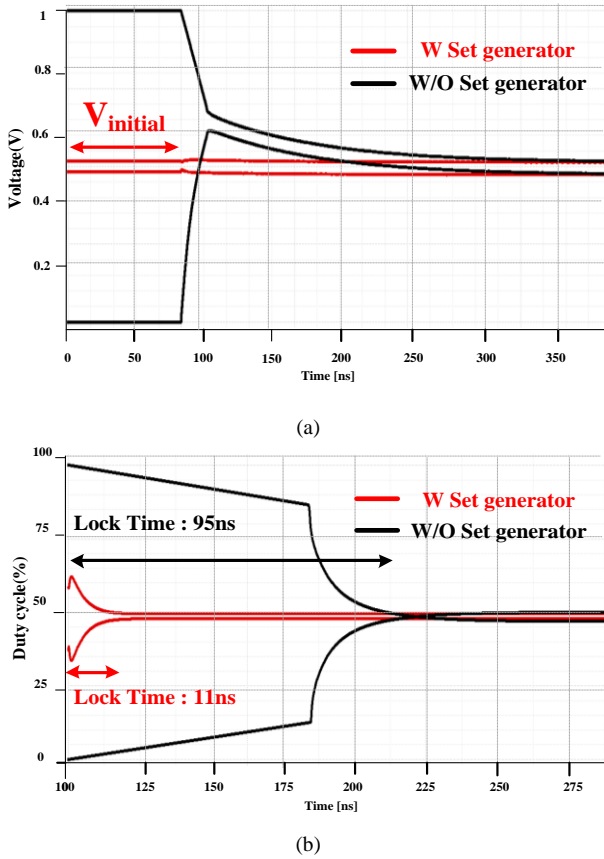 1
W Set generator
W/O Set generator
0.8
Vinitial
0.6
0.4
0.2
Voltage(V)
0 50 100 150 200 250 300 350
Time [ns]
(a)
100
W Set generator
W/O Set generator
75
Lock Time : 95ns
50
25
Lock Time : 11ns
0
Duty cycle(%)
100 125 150 175 200 225 250 275
Time [ns]
(b)